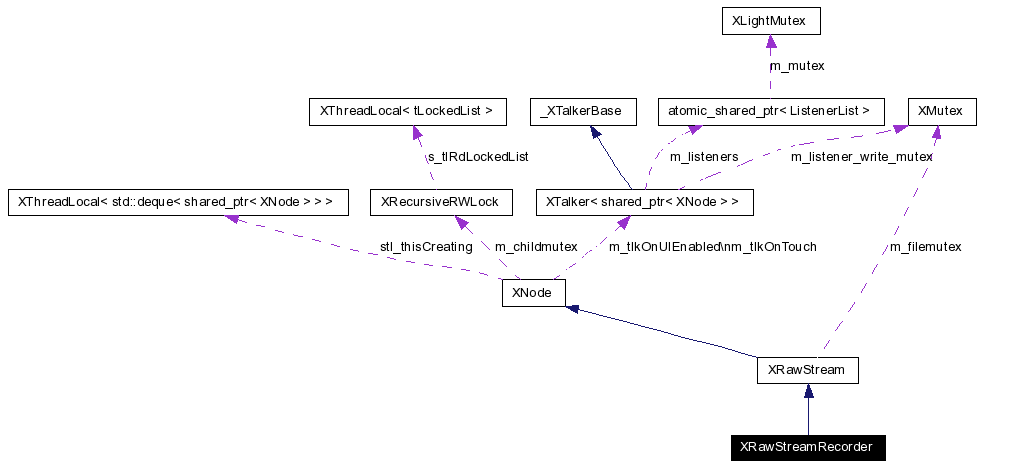 XLightMutex
m_mutex
XThreadLocal< tLockedList >
_XTalkerBase
atomic_shared_ptr< ListenerList >
XMutex
s_tlRdLockedList
m_listeners
m_listener_write_mutex
XThreadLocal< std::deque< shared_ptr< XNode > > >
XRecursiveRWLock
XTalker< shared_ptr< XNode > >
stl_thisCreating
m_childmutex
m_tlkOnUIEnabled\nm_tlkOnTouch
m_filemutex
XNode
XRawStream
XRawStreamRecorder